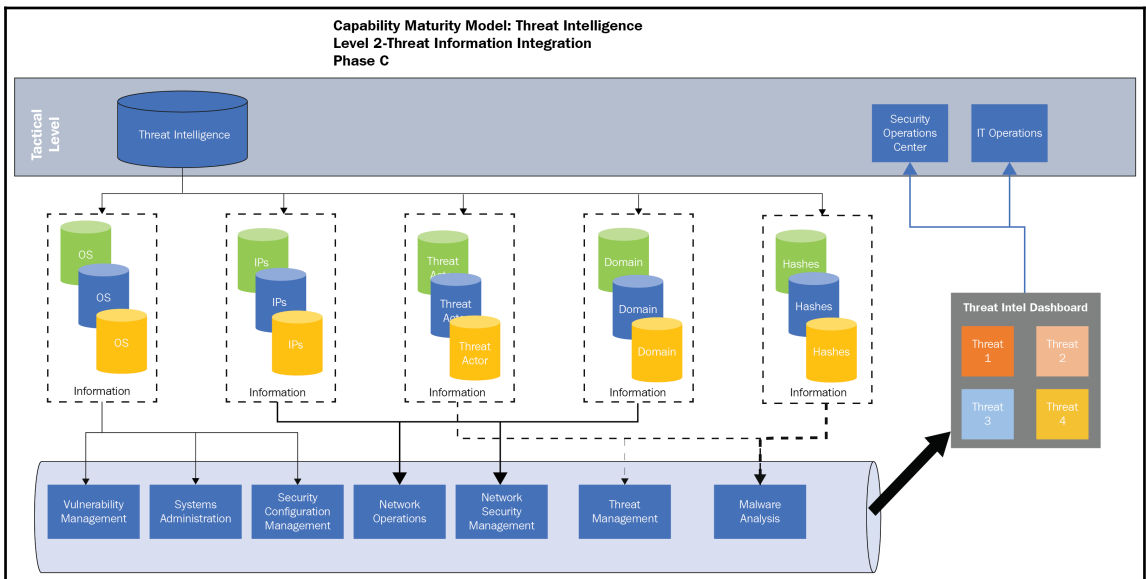 Capability Maturity Model: Threat Intelligence
Level 2-Threat Information Integration
Phase C
Tactical
Level
Threat Intelligence
Security
Operations
Center
IT Operations
OS
OS
OS
Information
IPs
IPs
IPs
Information
Threat
Actor
Threat
Actor
Threat
Actor
Information
Domain
Domain
Domain
Information
Hashes
Hashes
Hashes
Information
Threat Intel Dashboard
Threat
1
Threat
2
Threat
3
Threat
4
Vulnerability
Management
Systems
Administration
Security
Configuration
Management
Network
Operations
Network
Security
Management
Threat
Management
Malware
Analysis